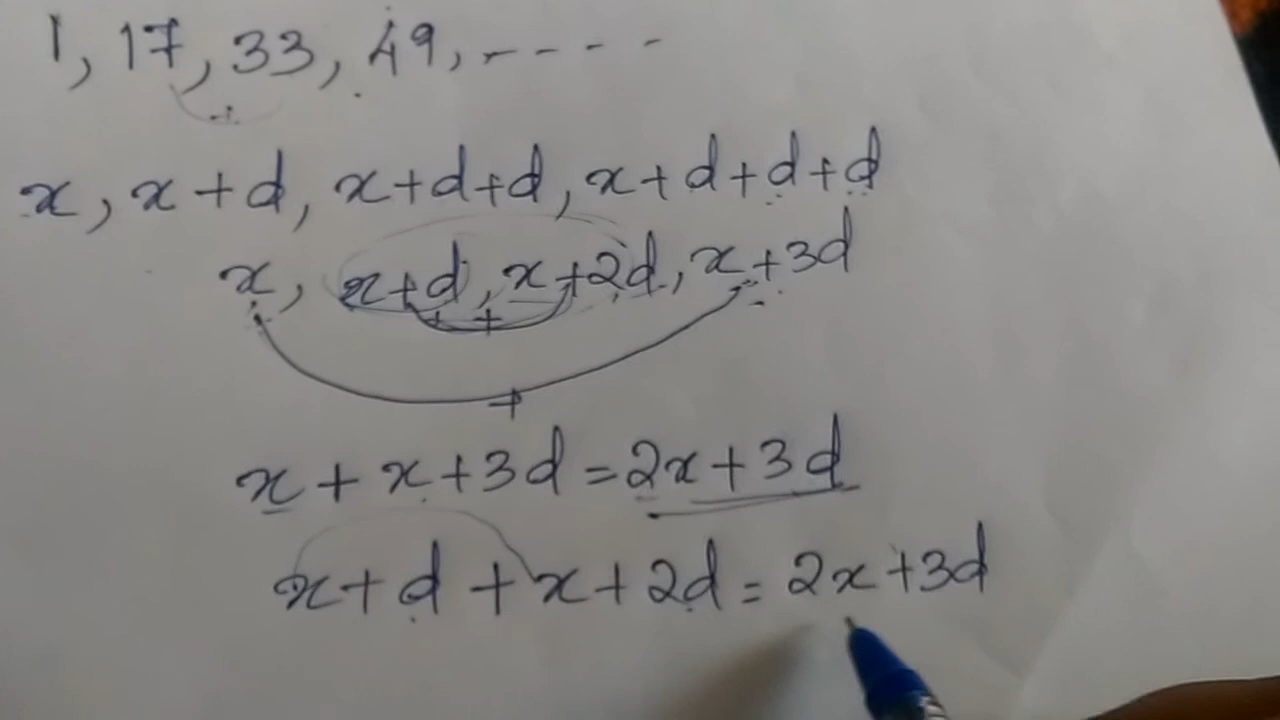 1, 17, 33, 49, - - - -
x, x+d, x+d+d, x+d+d+d
x, x+d, x+2d, x+3d
+
+
x + x + 3d = 2x + 3d
x + d + x + 2d = 2x + 3d